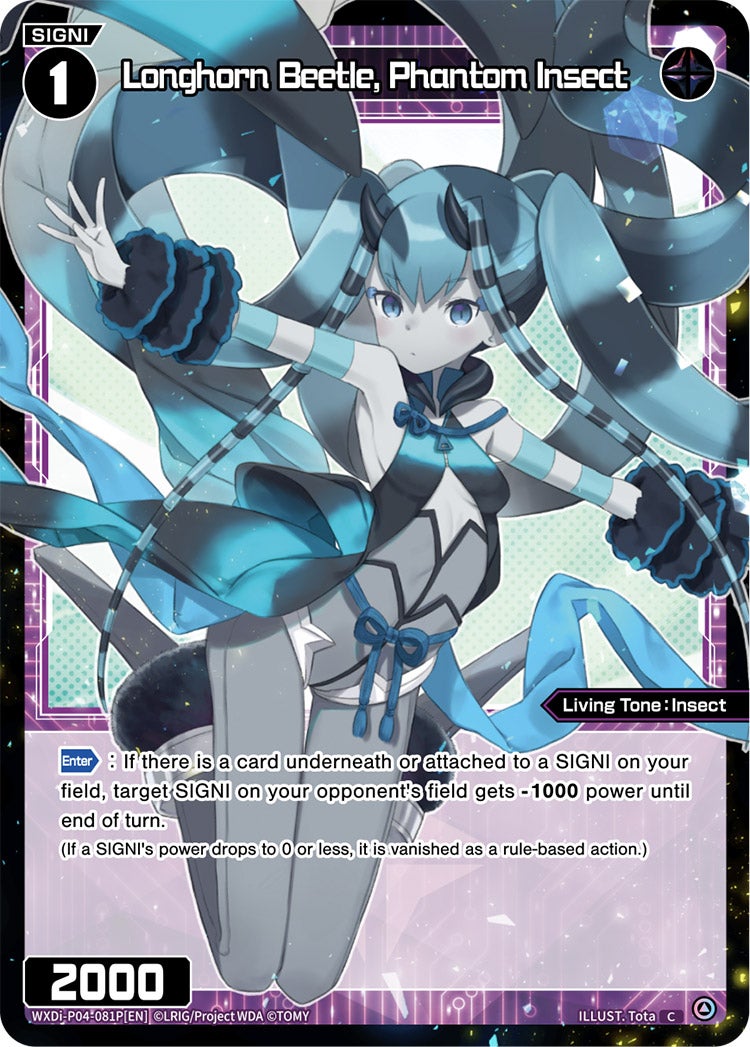 SIGNI
1
Longhorn Beetle, Phantom Insect
Living Tone:Insect
Enter : If there is a card underneath or attached to a SIGNI on your
field, target SIGNI on your opponent's field gets -1000 power until
end of turn.
(If a SIGNI's power drops to 0 or less, it is vanished as a rule-based action.)
2000
WXDi-P04-081P[EN] ©LRIG/Project WDA ©TOMY
ILLUST. Tota C